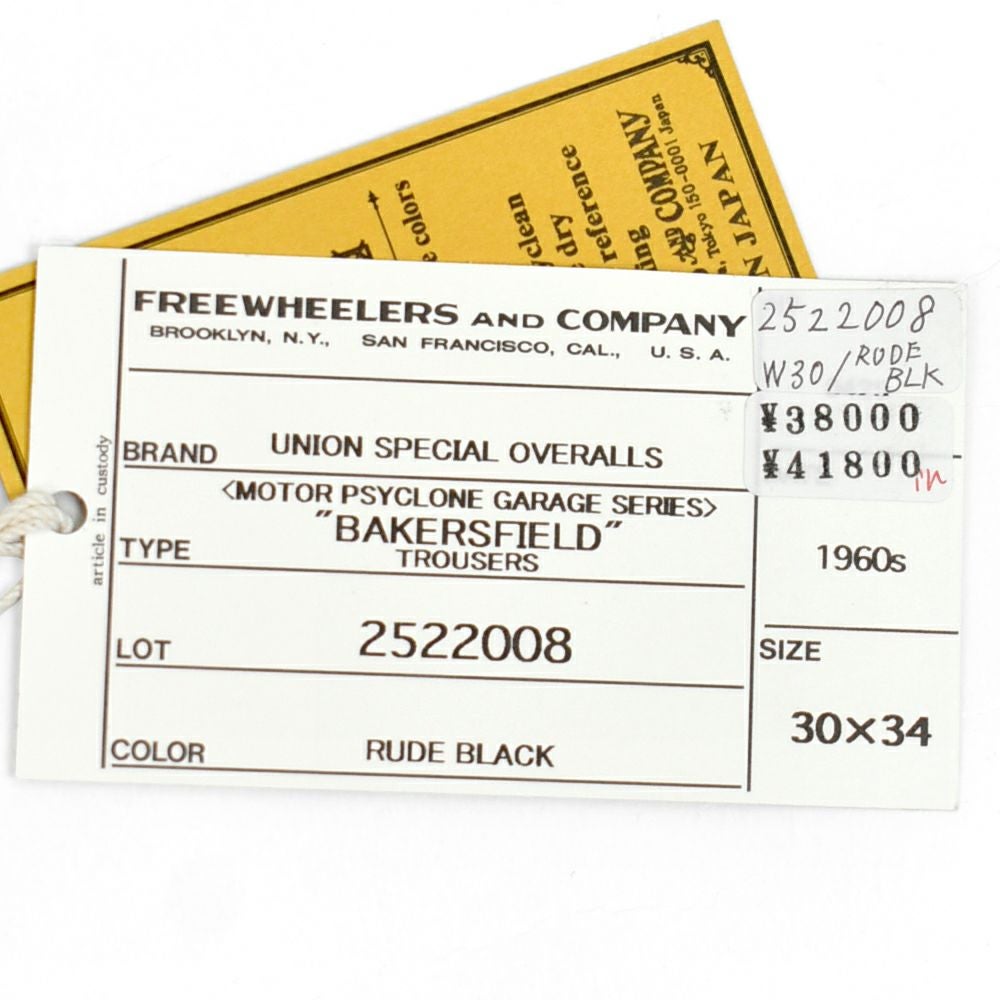 FREEWHEELERS AND COMPANY
BROOKLYN, N.Y., SAN FRANCISCO, CAL., U. S. A.
BRAND UNION SPECIAL OVERALLS
<MOTOR PSYCLONE GARAGE SERIES>
"BAKERSFIELD"
TYPE TROUSERS
LOT 2522008
COLOR RUDE BLACK
2522008
W30/RUDE BLK
¥38000
¥41800 in
1960s
SIZE
30×34
article in custody
e colors
clean
dry
reference
ing
COMPANY
, Tokyo 150-0001 Japan
N JAPAN